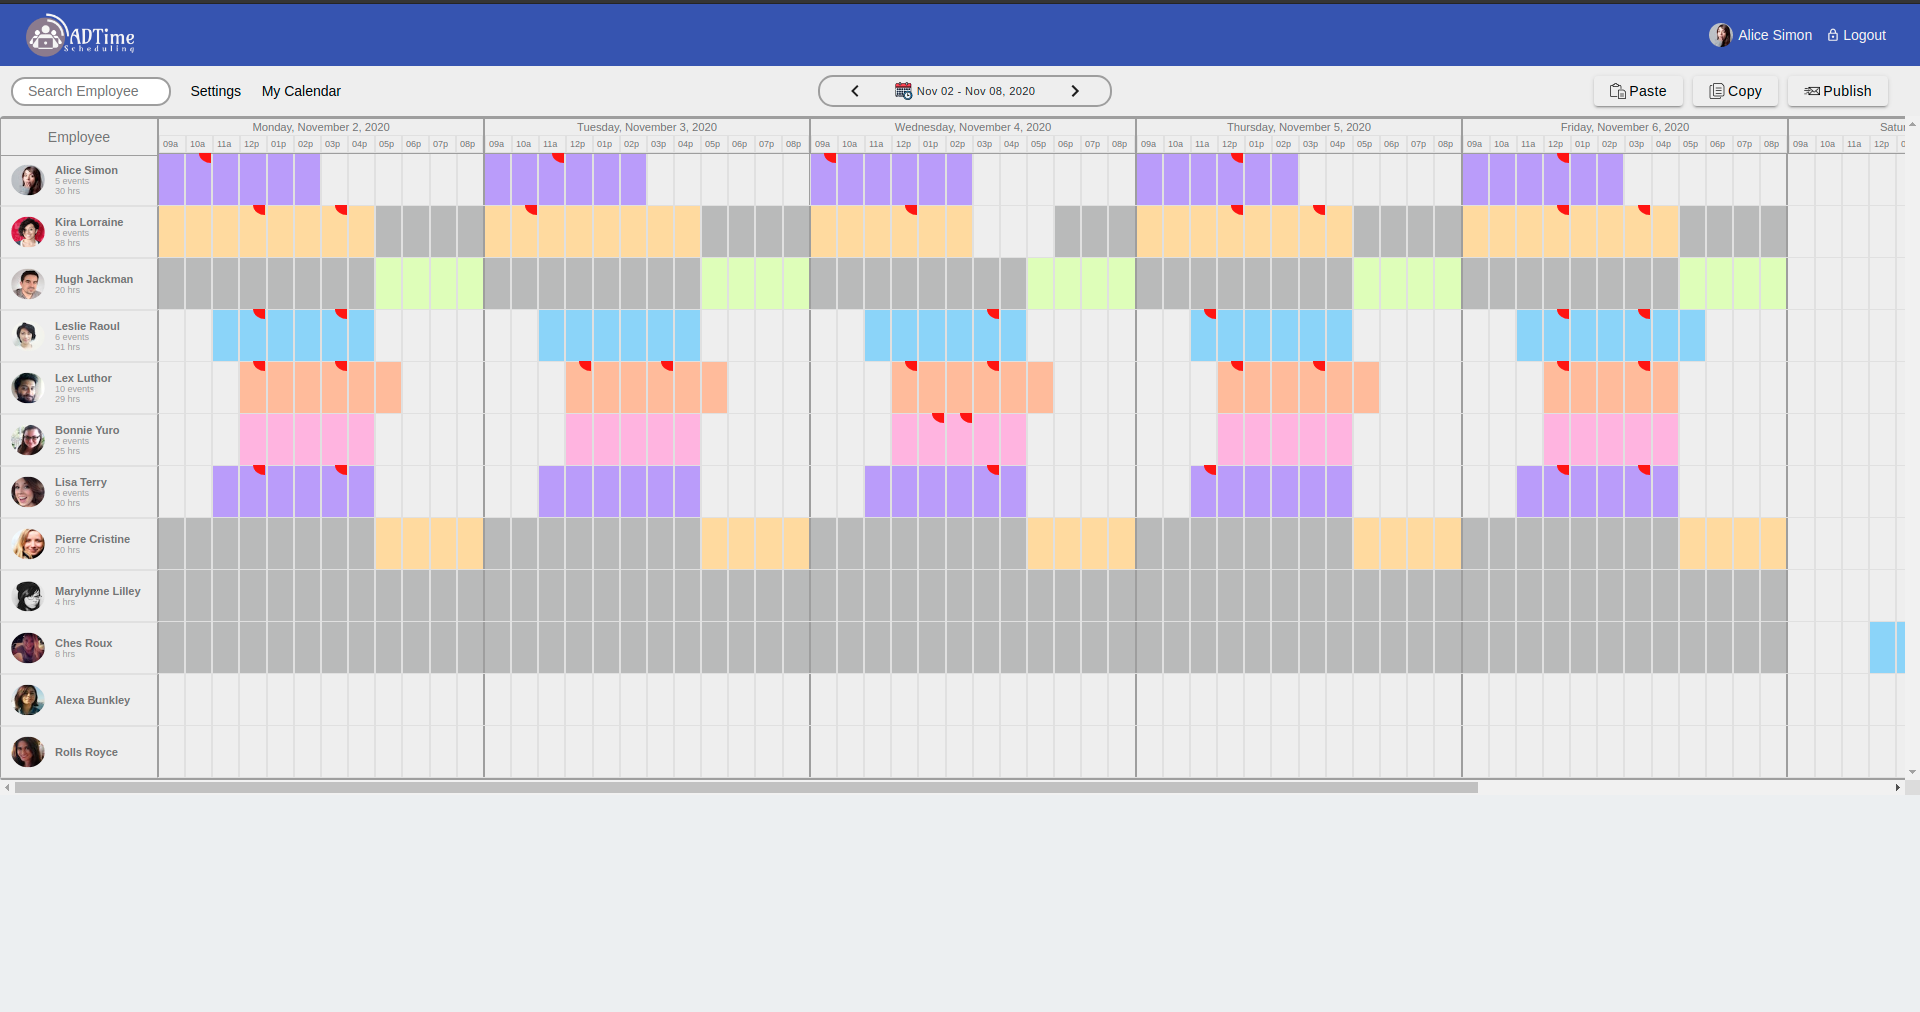 ADTime
Scheduling
Alice Simon
Logout
Search Employee
Settings
My Calendar
Nov 02 - Nov 08, 2020
Paste
Copy
Publish
Employee
Monday, November 2, 2020
Tuesday, November 3, 2020
Wednesday, November 4, 2020
Thursday, November 5, 2020
Friday, November 6, 2020
09a 10a 11a 12p 01p 02p 03p 04p 05p 06p 07p 08p
09a 10a 11a 12p 01p 02p 03p 04p 05p 06p 07p 08p
09a 10a 11a 12p 01p 02p 03p 04p 05p 06p 07p 08p
09a 10a 11a 12p 01p 02p 03p 04p 05p 06p 07p 08p
09a 10a 11a 12p 01p 02p 03p 04p 05p 06p 07p 08p
09a 10a 11a 12p
Alice Simon
5 events
30 hrs
Kira Lorraine
8 events
38 hrs
Hugh Jackman
20 hrs
Leslie Raoul
6 events
31 hrs
Lex Luthor
10 events
29 hrs
Bonnie Yuro
2 events
25 hrs
Lisa Terry
6 events
30 hrs
Pierre Cristine
20 hrs
Marylynne Lilley
4 hrs
Ches Roux
8 hrs
Alexa Bunkley
Rolls Royce